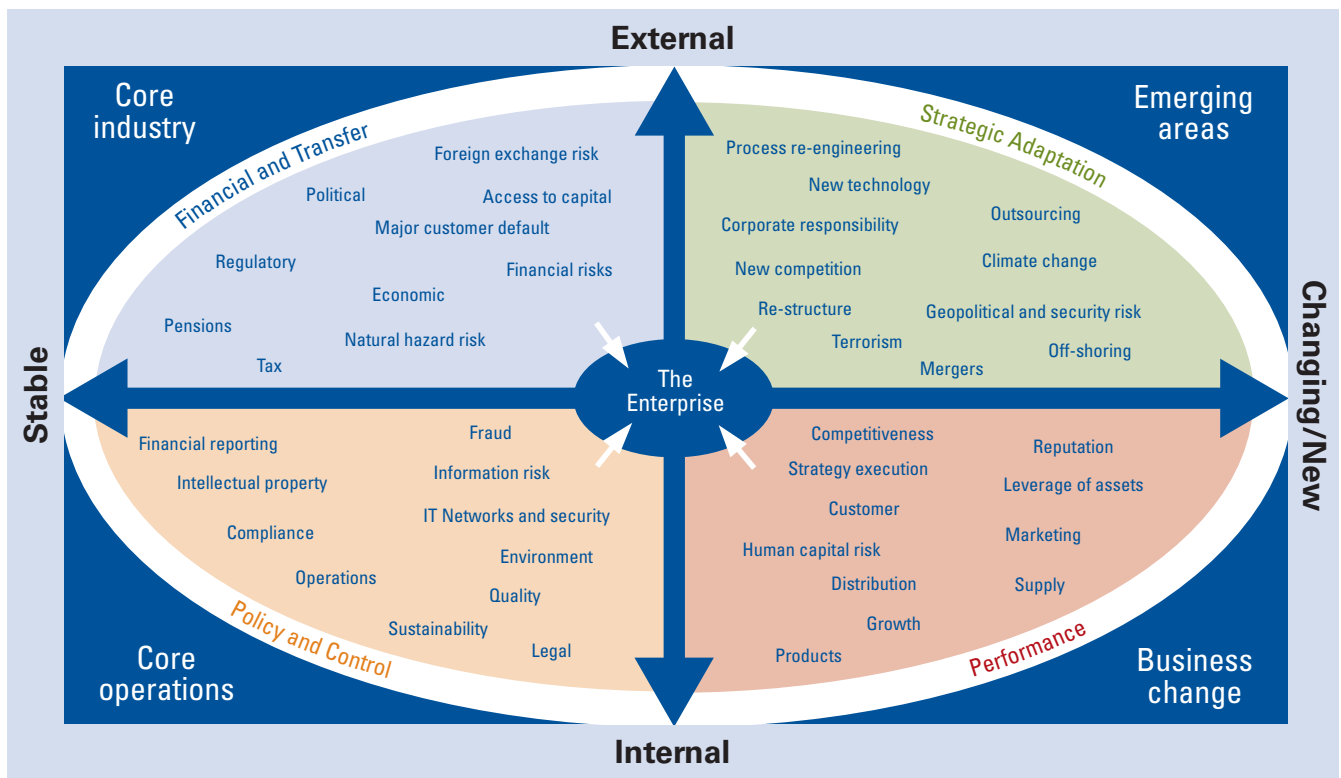 External
Core
industry
Emerging
areas
Financial and Transfer
Strategic Adaptation
Foreign exchange risk
Political
Access to capital
Major customer default
Regulatory
Financial risks
Economic
Pensions
Natural hazard risk
Tax
Process re-engineering
New technology
Outsourcing
Corporate responsibility
Climate change
New competition
Re-structure
Geopolitical and security risk
Terrorism
Off-shoring
Mergers
Stable
The
Enterprise
Changing/New
Financial reporting
Fraud
Information risk
Intellectual property
IT Networks and security
Compliance
Environment
Operations
Quality
Sustainability
Legal
Competitiveness
Reputation
Strategy execution
Leverage of assets
Customer
Marketing
Human capital risk
Distribution
Supply
Growth
Products
Policy and Control
Performance
Core
operations
Business
change
Internal